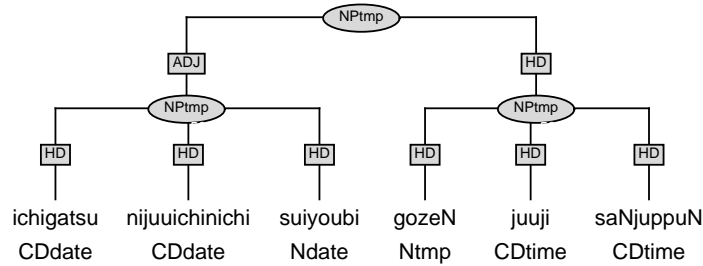 NPtmp
ADJ HD
NPtmp NPtmp
HD HD HD HD HD HD
ichigatsu nijuuichinichi suiyoubi gozeN juuji saNjuppuN
CDdate CDdate Ndate Ntmp CDtime CDtime